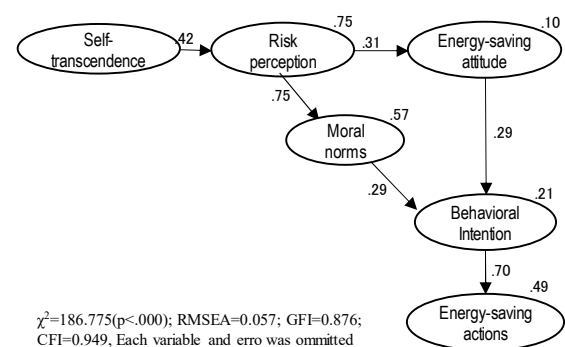 Self-
transcendence
.42
Risk
perception
.75
.31
Energy-saving
attitude
.10
.75
Moral
norms
.57
.29
.29
Behavioral
Intention
.21
.70
Energy-saving
actions
.49
χ²=186.775(p<.000); RMSEA=0.057; GFI=0.876;
CFI=0.949, Each variable and erro was ommitted